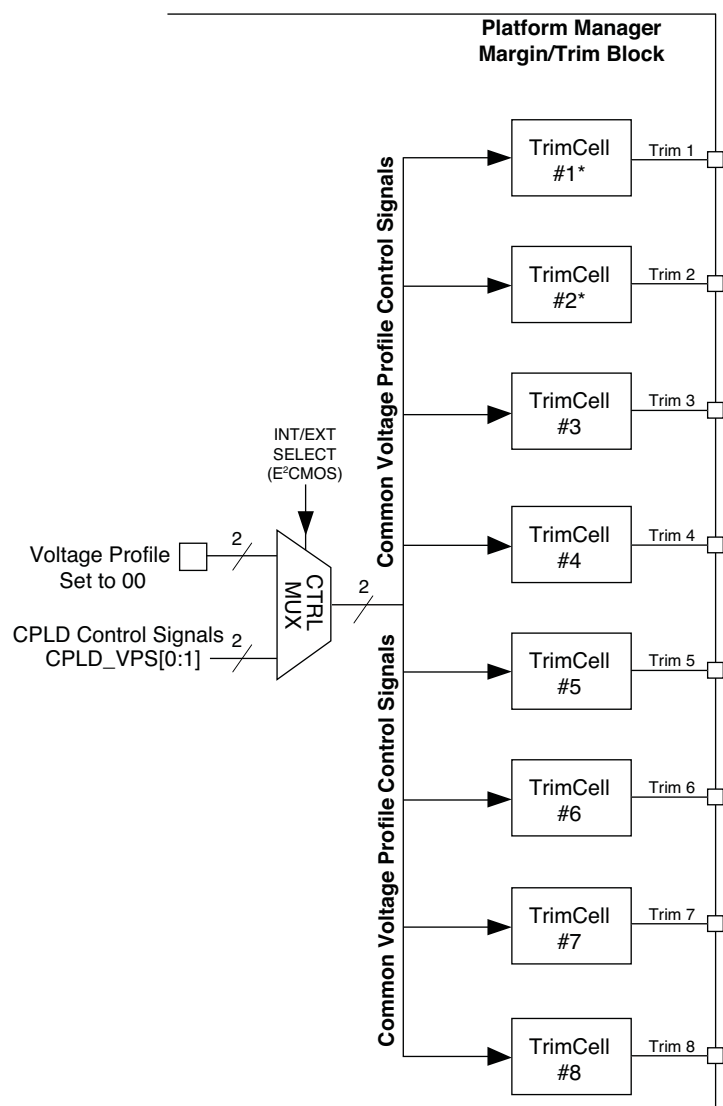 Platform Manager
Margin/Trim Block
TrimCell
#1*
Trim 1
TrimCell
#2*
Trim 2
TrimCell
#3
Trim 3
TrimCell
#4
Trim 4
TrimCell
#5
Trim 5
TrimCell
#6
Trim 6
TrimCell
#7
Trim 7
TrimCell
#8
Trim 8
Common Voltage Profile Control Signals
Common Voltage Profile Control Signals
INT/EXT
SELECT
(E²CMOS)
Voltage Profile
Set to 00
2
CPLD Control Signals
CPLD_VPS[0:1]
2
CTRL
MUX
2